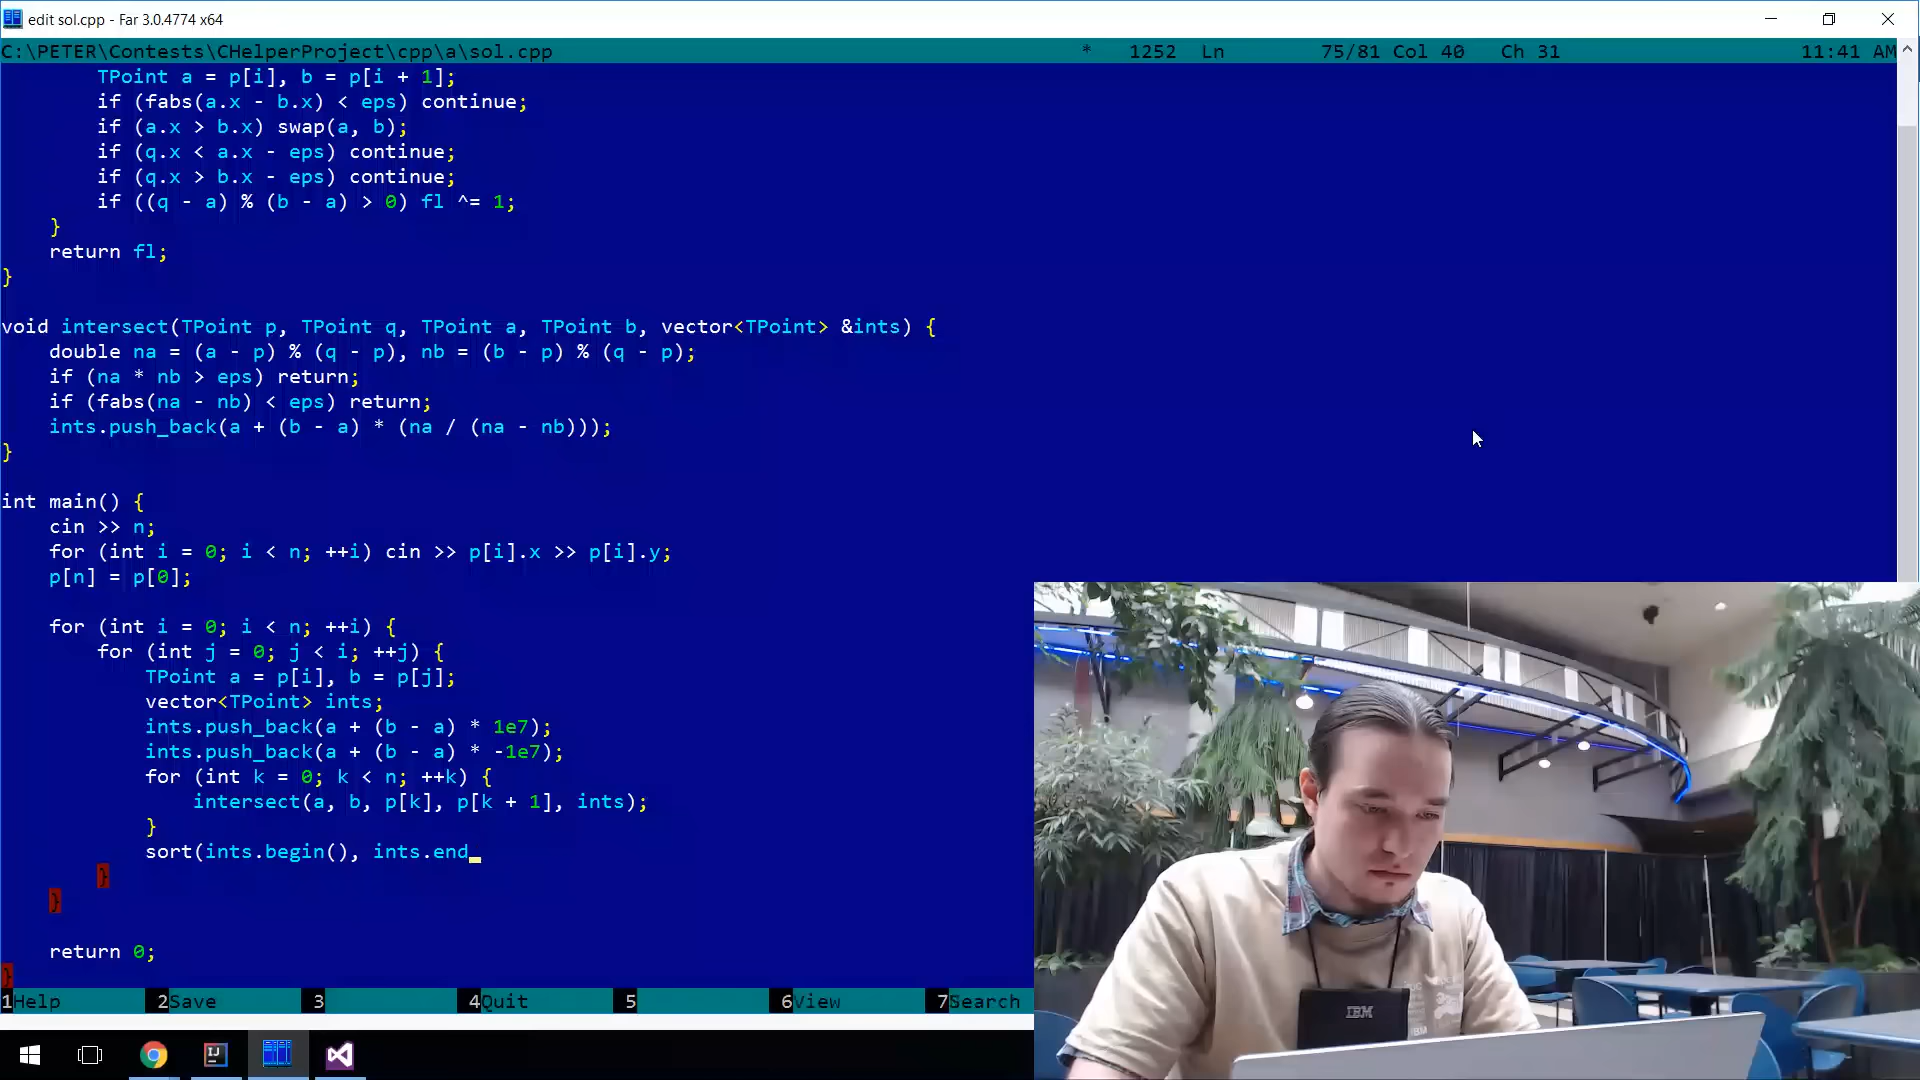 edit sol.cpp - Far 3.0.4774 x64
C:\PETER\Contests\CHelperProject\cpp\a\sol.cpp * 1252 Ln 75/81 Col 40 Ch 31 11:41 AM
TPoint a = p[i], b = p[i + 1];
if (fabs(a.x - b.x) < eps) continue;
if (a.x > b.x) swap(a, b);
if (q.x < a.x - eps) continue;
if (q.x > b.x - eps) continue;
if ((q - a) % (b - a) > 0) fl ^= 1;
}
return fl;
}
void intersect(TPoint p, TPoint q, TPoint a, TPoint b, vector<TPoint> &ints) {
double na = (a - p) % (q - p), nb = (b - p) % (q - p);
if (na * nb > eps) return;
if (fabs(na - nb) < eps) return;
ints.push_back(a + (b - a) * (na / (na - nb)));
}
int main() {
cin >> n;
for (int i = 0; i < n; ++i) cin >> p[i].x >> p[i].y;
p[n] = p[0];
for (int i = 0; i < n; ++i) {
for (int j = 0; j < i; ++j) {
TPoint a = p[i], b = p[j];
vector<TPoint> ints;
ints.push_back(a + (b - a) * 1e7);
ints.push_back(a + (b - a) * -1e7);
for (int k = 0; k < n; ++k) {
intersect(a, b, p[k], p[k + 1], ints);
}
sort(ints.begin(), ints.end
}
}
return 0;
}
1Help 2Save 3 4Quit 5 6View 7Search
IJ
IBM